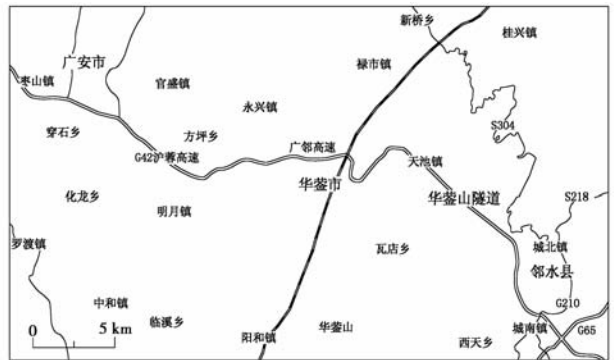 新桥乡
桂兴镇
广安市
禄市镇
枣山镇
官盛镇
永兴镇
S304
穿石乡
方坪乡
广邻高速
G42沪蓉高速
天池镇
华蓥市
华蓥山隧道
S218
化龙乡
明月镇
罗渡镇
瓦店乡
城北镇
邻水县
中和镇
G210
0 5 km
临溪乡
阳和镇
华蓥山
城南镇
G65
西天乡